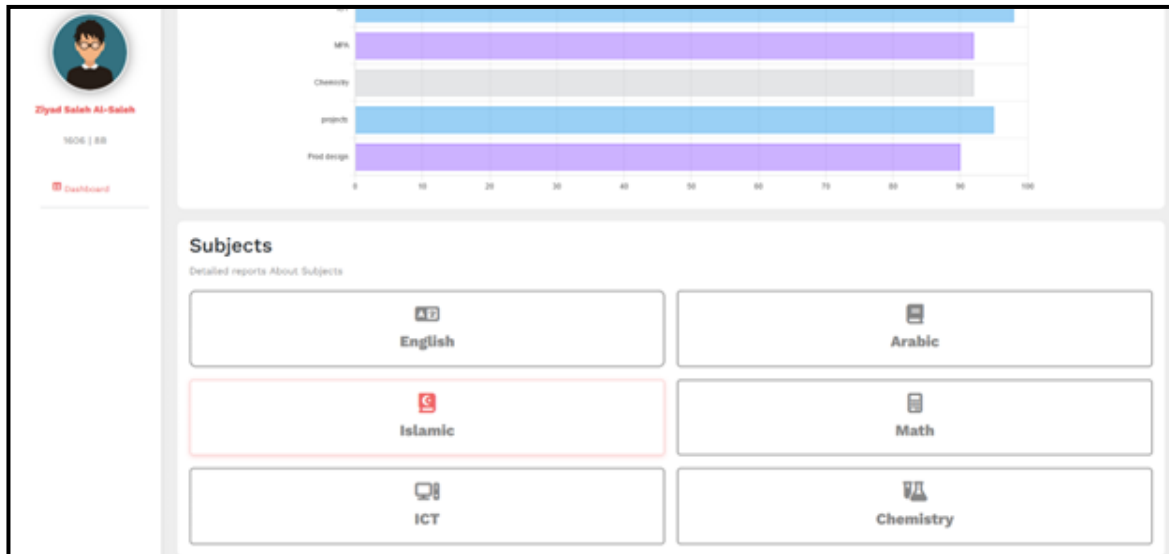 Ziyad Saleh Al-Saleh
1606 | 8B
Dashboard
MPA
Chemistry
projects
Prod design
0 10 20 30 40 50 60 70 80 90 100
Subjects
Detailed reports About Subjects
English
Arabic
Islamic
Math
ICT
Chemistry